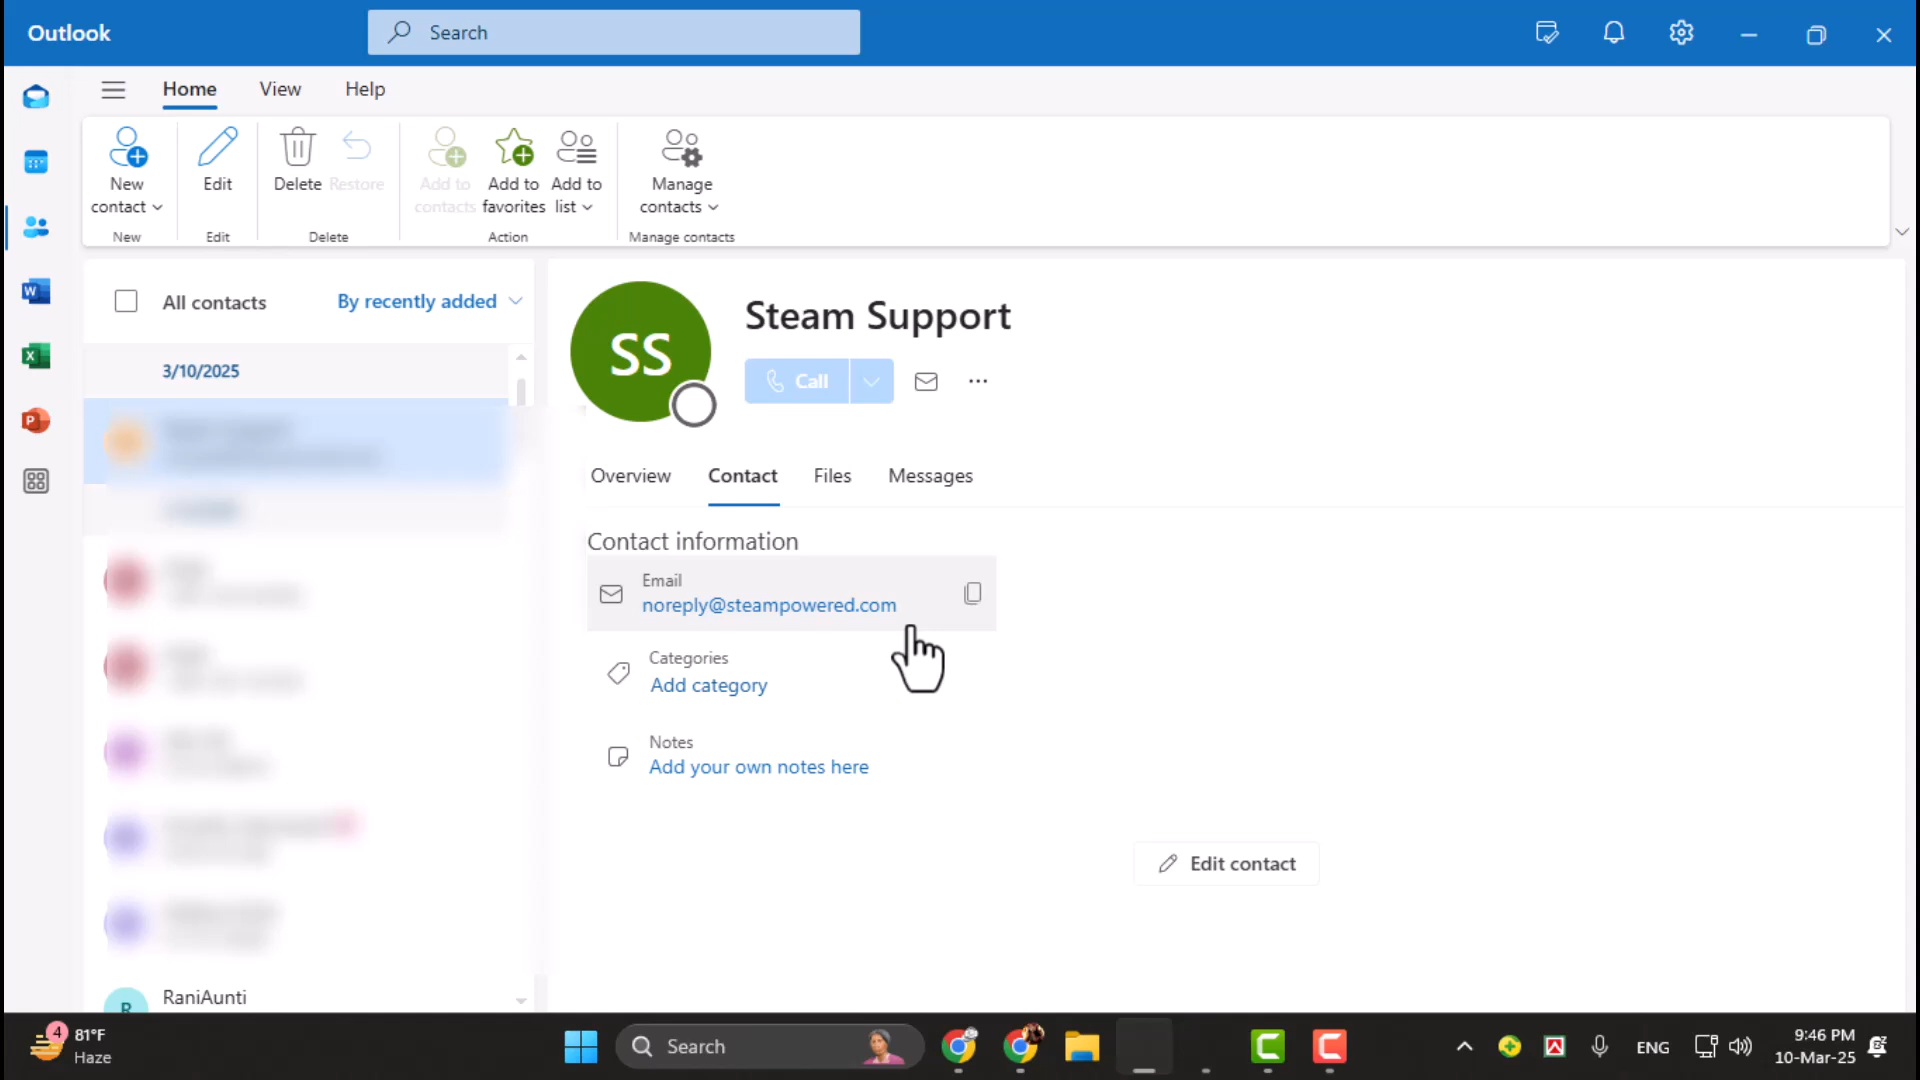 Outlook
Search
Home
View
Help
New
contact
Edit
Delete
Restore
Add to
contacts
Add to
favorites
Add to
list
Manage
contacts
New
Edit
Delete
Action
Manage contacts
All contacts
By recently added
3/10/2025
RaniAunti
R
SS
Steam Support
Call
Overview
Contact
Files
Messages
Contact information
Email
noreply@steampowered.com
Categories
Add category
Notes
Add your own notes here
Edit contact
4
81°F
Haze
Search
ENG
9:46 PM
10-Mar-25